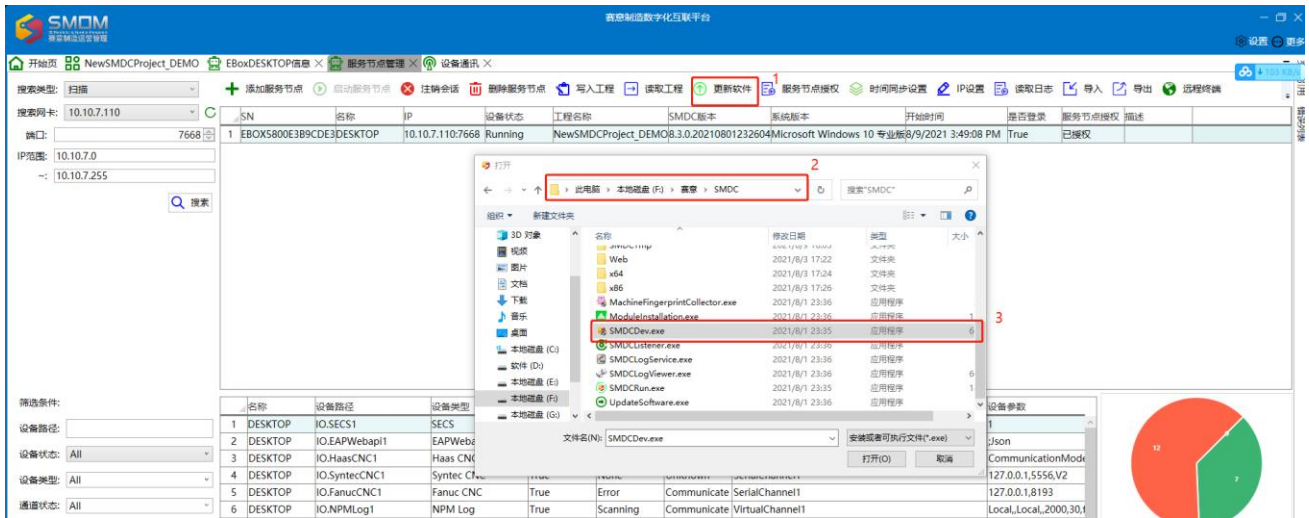 SMOM
赛意制造运营管理
赛意制造数字化互联平台
设置 更多
开始页 NewSMDCProject_DEMO EBoxDESKTOP信息 服务节点管理 设备通讯
103 KB/s
1
搜索类型: 扫描
添加服务节点 启动服务节点 注销会话 删除服务节点 写入工程 读取工程 更新软件 服务节点授权 时间同步设置 IP设置 读取日志 导入 导出 远程终端
搜索网卡: 10.10.7.110
端口: 7668
IP范围: 10.10.7.0
~: 10.10.7.255
搜索
SN 名称 IP 设备状态 工程名称 SMDC版本 系统版本 开始时间 是否登录 服务节点授权 描述
1 EBOX5800E3B9CDE3 DESKTOP 10.10.7.110:7668 Running NewSMDCProject_DEMO 8.3.0.20210801232604 Microsoft Windows 10 专业版 8/9/2021 3:49:08 PM True 已授权
打开
2
此电脑 › 本地磁盘 (F:) › 赛意 › SMDC
搜索"SMDC"
组织 新建文件夹
3D 对象
视频
图片
文档
下载
音乐
桌面
本地磁盘 (C:)
软件 (D:)
本地磁盘 (E:)
本地磁盘 (F:)
本地磁盘 (G:)
名称 修改日期 类型 大小
Web 2021/8/3 17:22 文件夹
x64 2021/8/3 17:24 文件夹
x86 2021/8/3 17:26 文件夹
MachineFingerprintCollector.exe 2021/8/1 23:36 应用程序
ModuleInstallation.exe 2021/8/1 23:36 应用程序 1
SMDCDev.exe 2021/8/1 23:35 应用程序 6
3
SMDCListener.exe 2021/8/1 23:36 应用程序
SMDCLogService.exe 2021/8/1 23:36 应用程序
SMDCLogViewer.exe 2021/8/1 23:36 应用程序 6
SMDCRun.exe 2021/8/1 23:35 应用程序 1
UpdateSoftware.exe 2021/8/1 23:36 应用程序
文件名(N): SMDCDev.exe 安装或者可执行文件(*.exe)
打开(O) 取消
筛选条件:
设备路径:
设备状态: All
设备类型: All
通道状态: All
名称 设备路径 设备类型 设备参数
1 DESKTOP IO.SECS1 SECS 1
2 DESKTOP IO.EAPWebapi1 EAPWeba ;Json
3 DESKTOP IO.HaasCNC1 Haas CNC CommunicationMode
4 DESKTOP IO.SyntecCNC1 Syntec CNC True None Unknown SerialChannel1 127.0.0.1,5556,V2
5 DESKTOP IO.FanucCNC1 Fanuc CNC True Error Communicate SerialChannel1 127.0.0.1,8193
6 DESKTOP IO.NPMLog1 NPM Log True Scanning Communicate VirtualChannel1 Local,,Local,,2000,30,
12
7